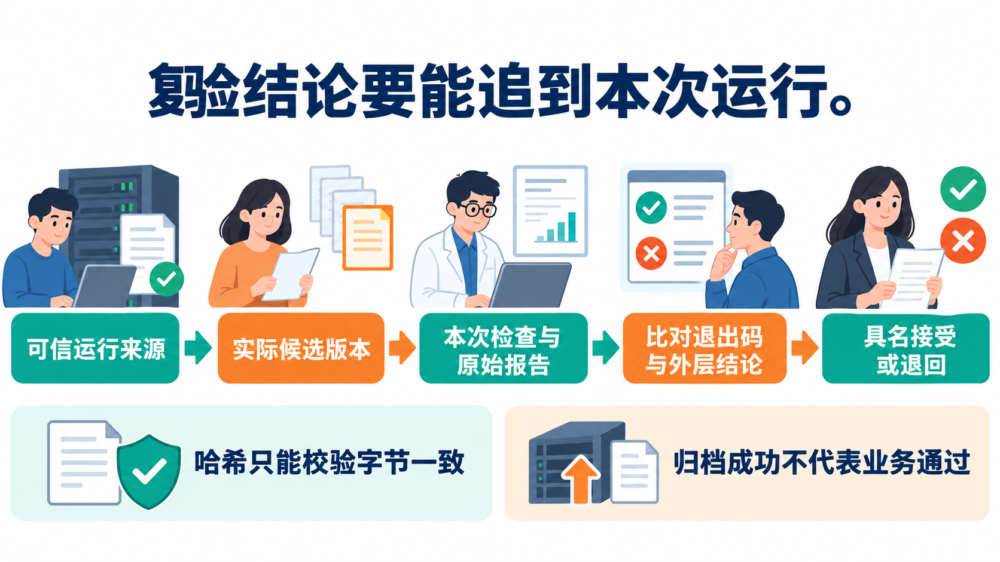 复验结论要能追到本次运行。
可信运行来源
实际候选版本
本次检查与
原始报告
比对退出码
与外层结论
具名接受
或退回
哈希只能校验字节一致
归档成功不代表业务通过